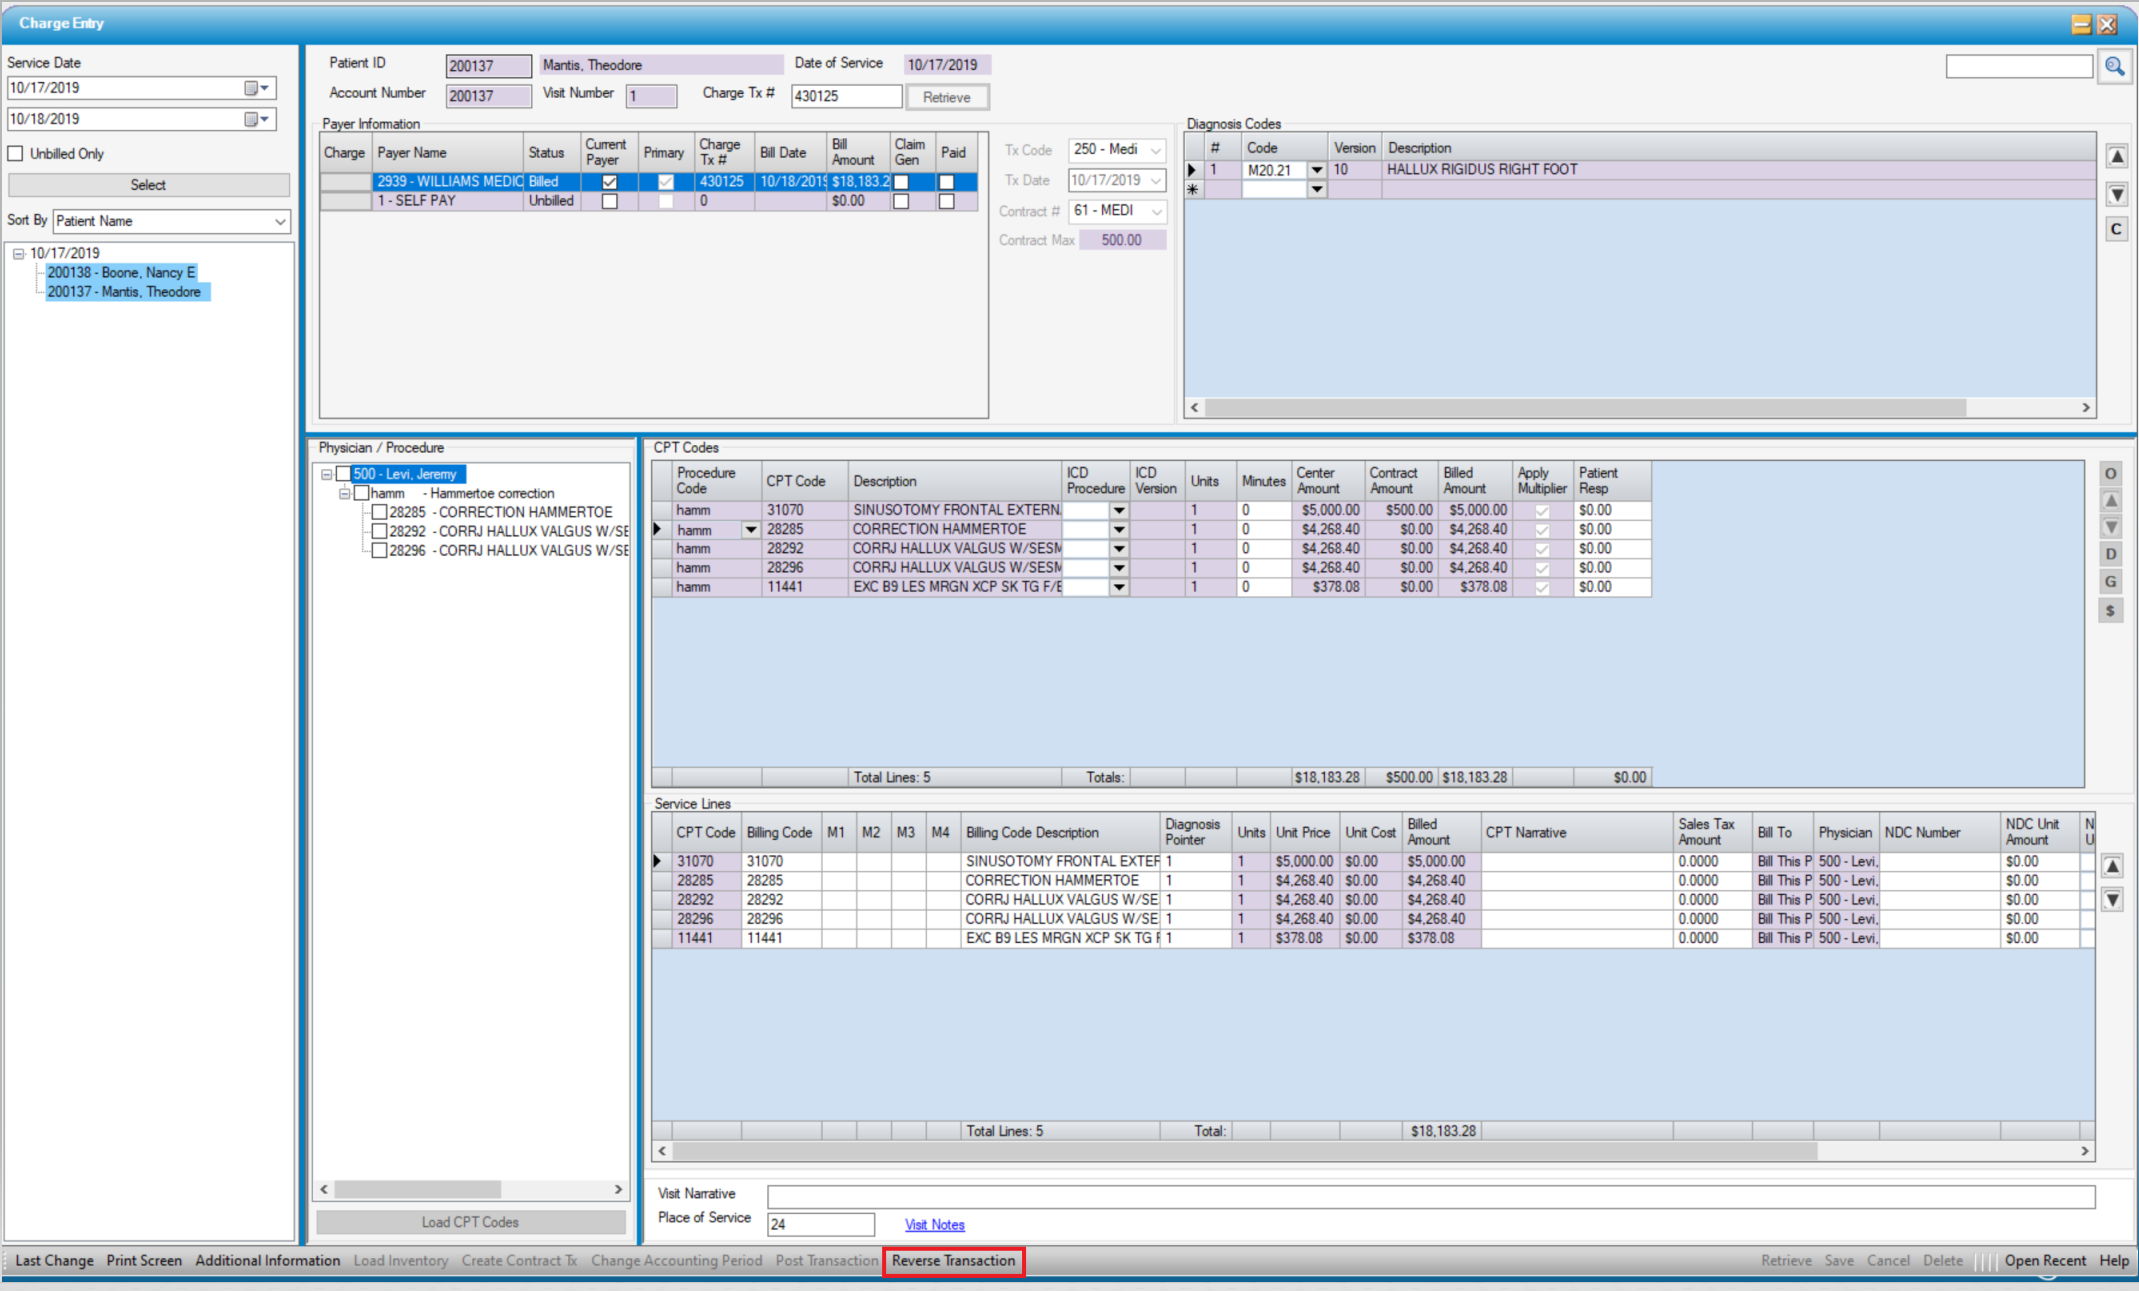 Charge Entry
Service Date
10/17/2019
10/18/2019
Unbilled Only
Select
Sort By Patient Name
10/17/2019
200138 - Boone, Nancy E
200137 - Mantis, Theodore
Patient ID 200137 Mantis, Theodore Date of Service 10/17/2019
Account Number 200137 Visit Number 1 Charge Tx # 430125 Retrieve
Payer Information
Charge Payer Name Status Current Payer Primary Charge Tx # Bill Date Bill Amount Claim Gen Paid
2939 - WILLIAMS MEDIC Billed 430125 10/18/2019 $18,183.2
1 - SELF PAY Unbilled 0 $0.00
Tx Code 250 - Medi
Tx Date 10/17/2019
Contract # 61 - MEDI
Contract Max 500.00
Diagnosis Codes
# Code Version Description
1 M20.21 10 HALLUX RIGIDUS RIGHT FOOT
C
Physician / Procedure
500 - Levi, Jeremy
hamm - Hammertoe correction
28285 - CORRECTION HAMMERTOE
28292 - CORRJ HALLUX VALGUS W/SE
28296 - CORRJ HALLUX VALGUS W/SE
Load CPT Codes
CPT Codes
Procedure Code CPT Code Description ICD Procedure ICD Version Units Minutes Center Amount Contract Amount Billed Amount Apply Multiplier Patient Resp
hamm 31070 SINUSOTOMY FRONTAL EXTERN. 1 0 $5,000.00 $500.00 $5,000.00 $0.00
hamm 28285 CORRECTION HAMMERTOE 1 0 $4,268.40 $0.00 $4,268.40 $0.00
hamm 28292 CORRJ HALLUX VALGUS W/SESM 1 0 $4,268.40 $0.00 $4,268.40 $0.00
hamm 28296 CORRJ HALLUX VALGUS W/SESM 1 0 $4,268.40 $0.00 $4,268.40 $0.00
hamm 11441 EXC B9 LES MRGN XCP SK TG F/E 1 0 $378.08 $0.00 $378.08 $0.00
Total Lines: 5 Totals: $18,183.28 $500.00 $18,183.28 $0.00
O
D
G
$
Service Lines
CPT Code Billing Code M1 M2 M3 M4 Billing Code Description Diagnosis Pointer Units Unit Price Unit Cost Billed Amount CPT Narrative Sales Tax Amount Bill To Physician NDC Number NDC Unit Amount N U
31070 31070 SINUSOTOMY FRONTAL EXTER 1 1 $5,000.00 $0.00 $5,000.00 0.0000 Bill This P 500 - Levi, $0.00
28285 28285 CORRECTION HAMMERTOE 1 1 $4,268.40 $0.00 $4,268.40 0.0000 Bill This P 500 - Levi, $0.00
28292 28292 CORRJ HALLUX VALGUS W/SE 1 1 $4,268.40 $0.00 $4,268.40 0.0000 Bill This P 500 - Levi, $0.00
28296 28296 CORRJ HALLUX VALGUS W/SE 1 1 $4,268.40 $0.00 $4,268.40 0.0000 Bill This P 500 - Levi, $0.00
11441 11441 EXC B9 LES MRGN XCP SK TG F 1 1 $378.08 $0.00 $378.08 0.0000 Bill This P 500 - Levi, $0.00
Total Lines: 5 Total: $18,183.28
Visit Narrative
Place of Service 24 Visit Notes
Last Change Print Screen Additional Information Load Inventory Create Contract Tx Change Accounting Period Post Transaction Reverse Transaction Retrieve Save Cancel Delete Open Recent Help